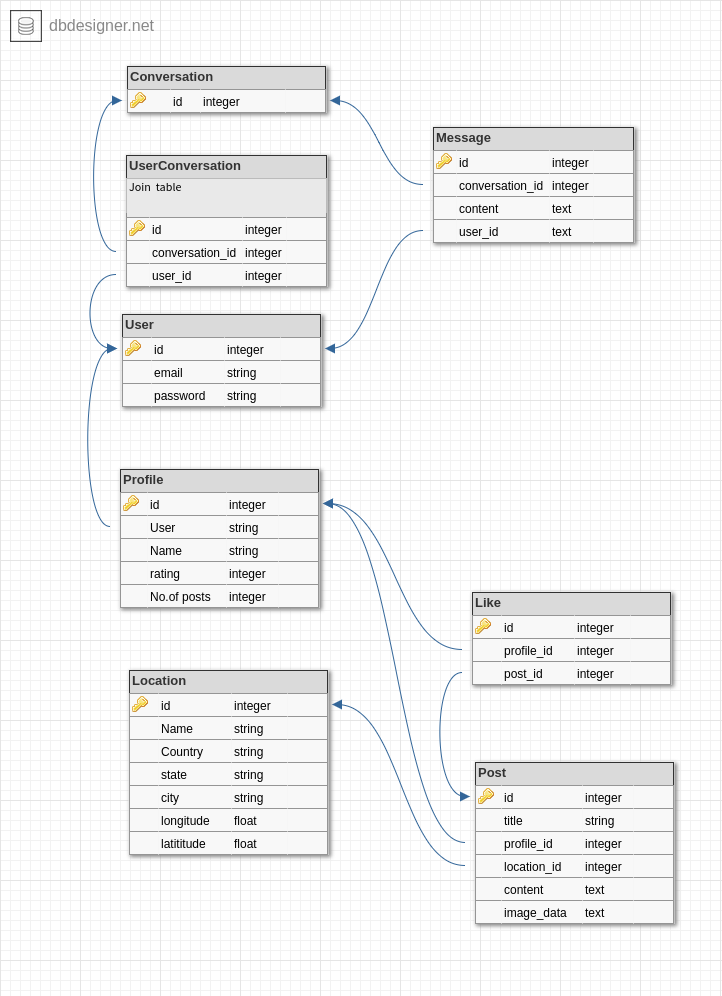 dbdesigner.net
Conversation
id integer
UserConversation
Join table
id integer
conversation_id integer
user_id integer
Message
id integer
conversation_id integer
content text
user_id text
User
id integer
email string
password string
Profile
id integer
User string
Name string
rating integer
No.of posts integer
Like
id integer
profile_id integer
post_id integer
Location
id integer
Name string
Country string
state string
city string
longitude float
latititude float
Post
id integer
title string
profile_id integer
location_id integer
content text
image_data text